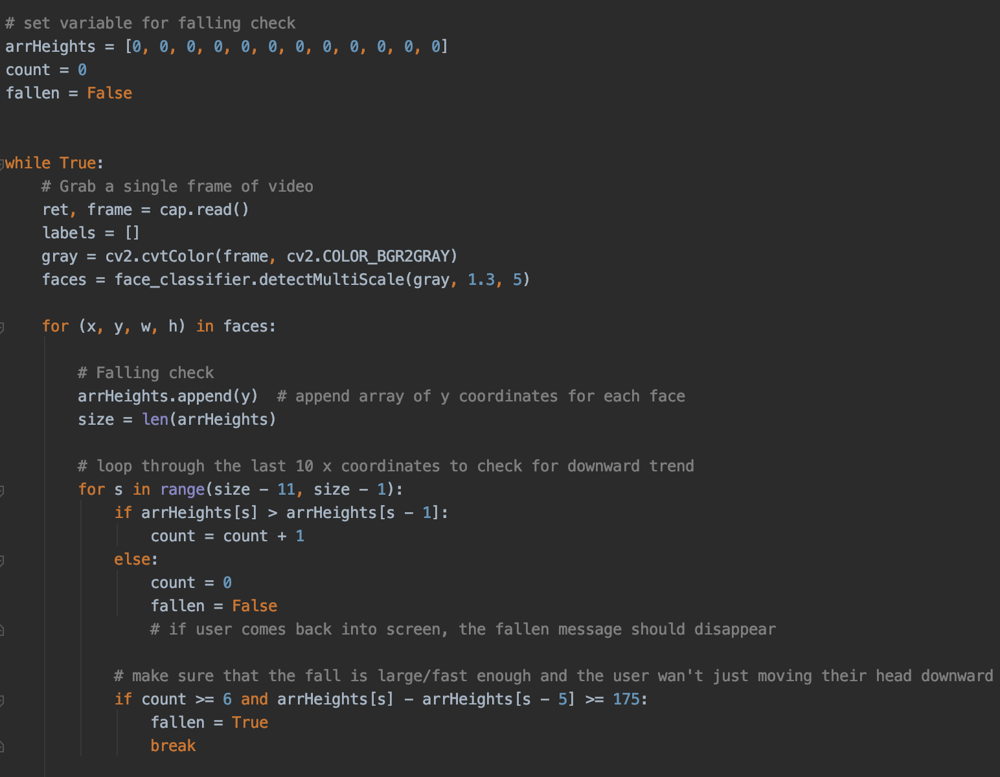 # set variable for falling check
arrHeights = [0, 0, 0, 0, 0, 0, 0, 0, 0, 0, 0, 0]
count = 0
fallen = False
while True:
    # Grab a single frame of video
    ret, frame = cap.read()
    labels = []
    gray = cv2.cvtColor(frame, cv2.COLOR_BGR2GRAY)
    faces = face_classifier.detectMultiScale(gray, 1.3, 5)
    for (x, y, w, h) in faces:
        # Falling check
        arrHeights.append(y)  # append array of y coordinates for each face
        size = len(arrHeights)
        # loop through the last 10 x coordinates to check for downward trend
        for s in range(size - 11, size - 1):
            if arrHeights[s] > arrHeights[s - 1]:
                count = count + 1
            else:
                count = 0
                fallen = False
                # if user comes back into screen, the fallen message should disappear
            # make sure that the fall is large/fast enough and the user wan't just moving their head downward
            if count >= 6 and arrHeights[s] - arrHeights[s - 5] >= 175:
                fallen = True
                break